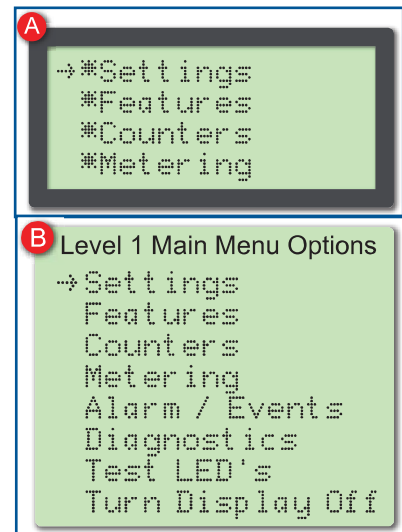 A
→*Settings
*Features
*Counters
*Metering
B
Level 1 Main Menu Options
→Settings
Features
Counters
Metering
Alarm / Events
Diagnostics
Test LED's
Turn Display Off